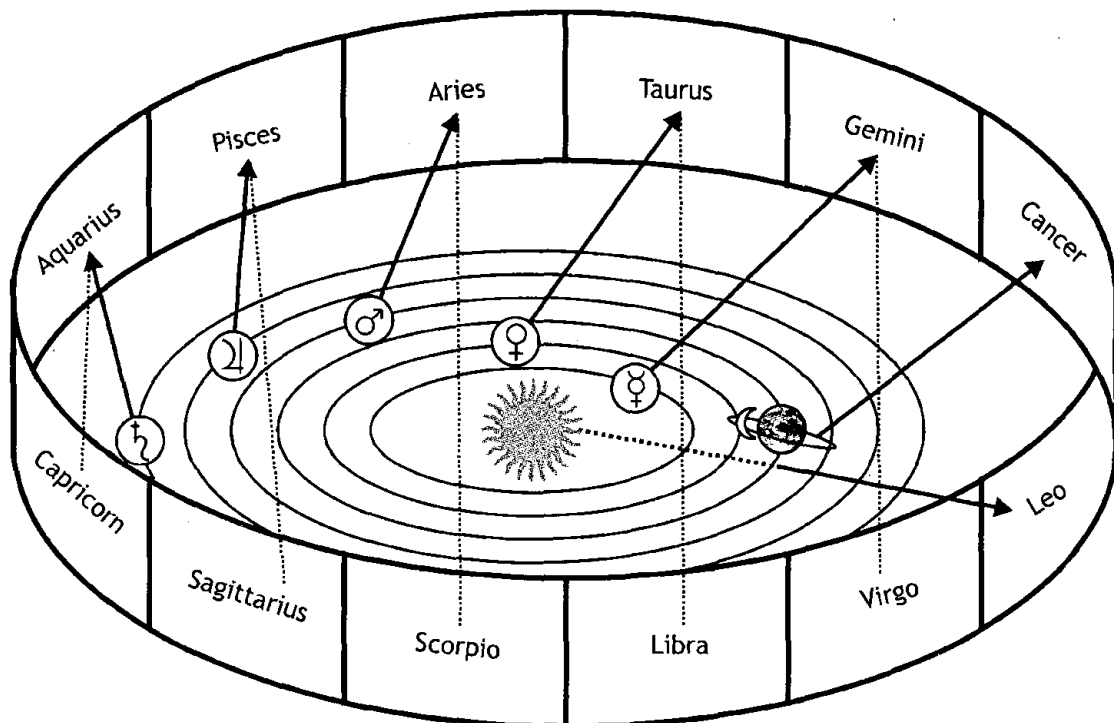 Aries
Taurus
Pisces
Gemini
Aquarius
Cancer
Capricorn
Leo
Sagittarius
Virgo
Scorpio
Libra